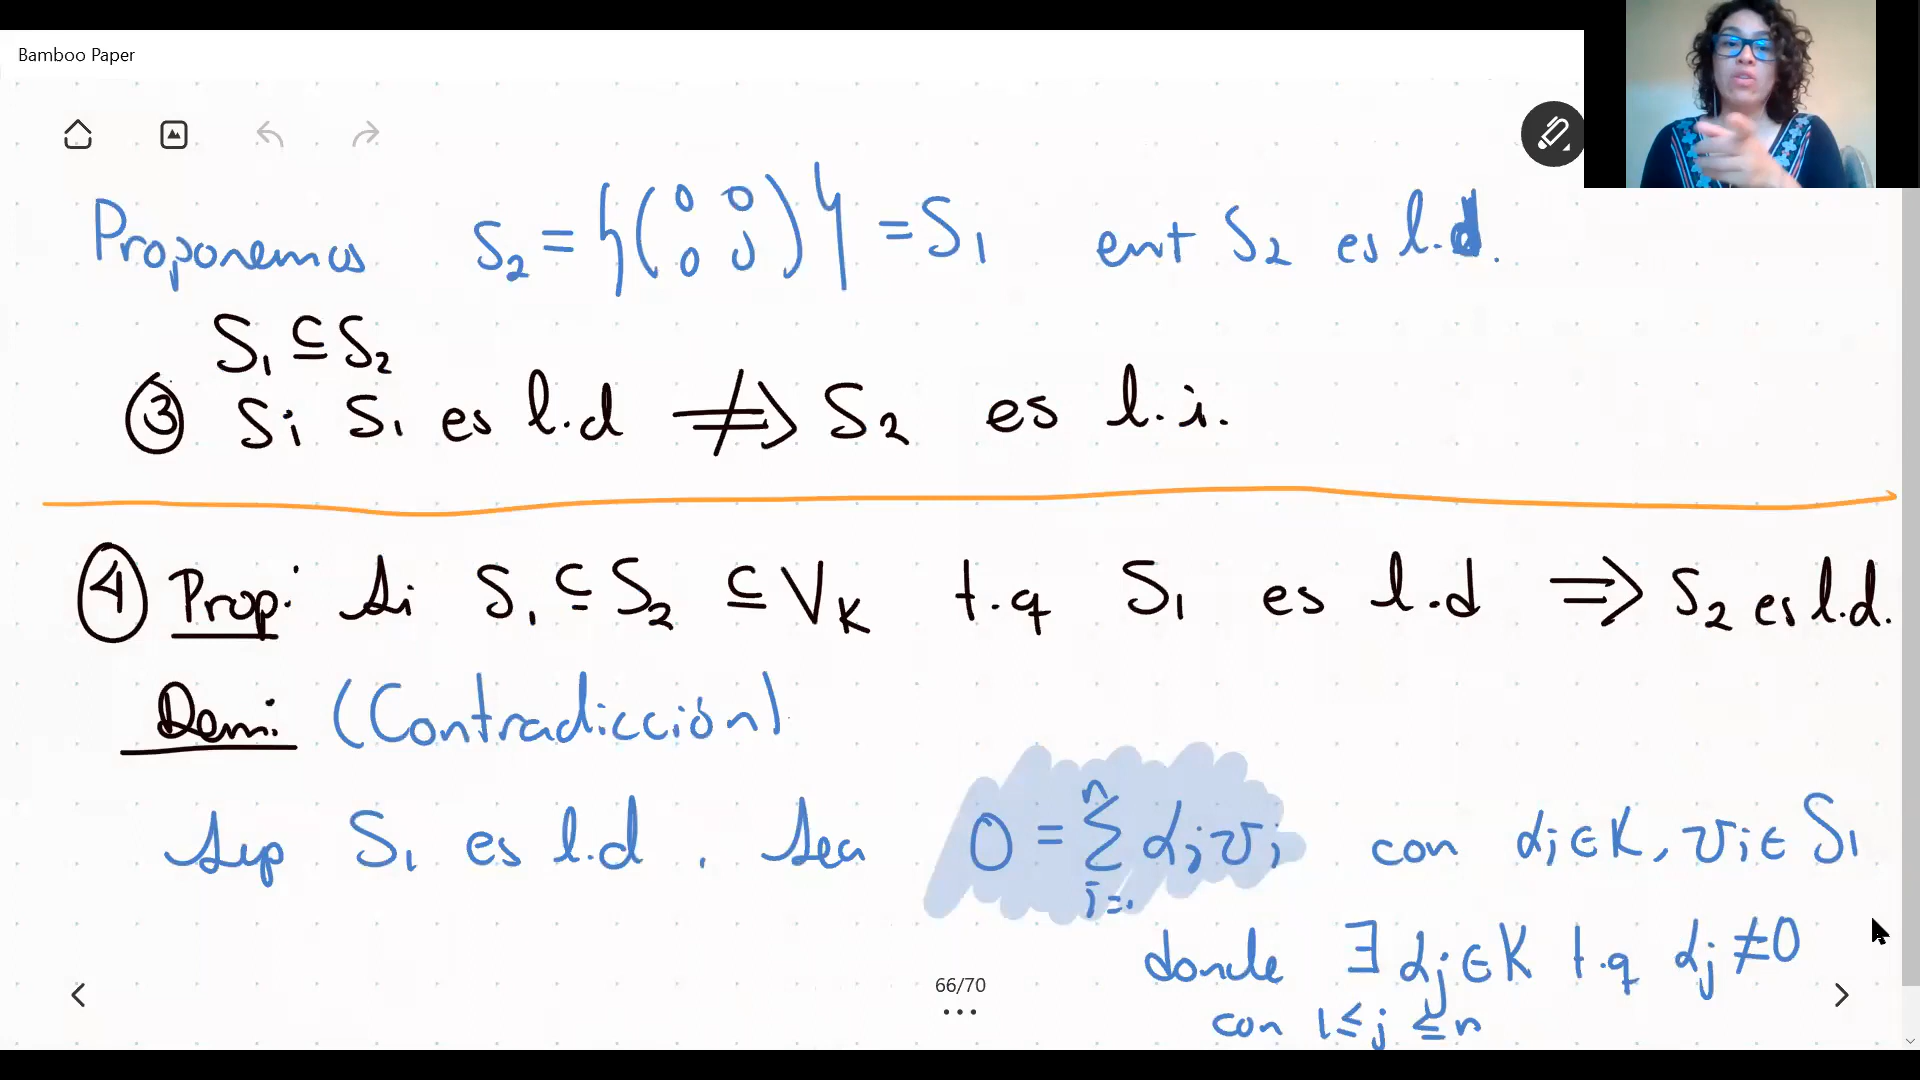 Bamboo Paper
Proponemos S₂ = {(0 0 0 0)} = S₁ ent S₂ es l.d.
S₁ ⊆ S₂
③ Si S₁ es l.d ⇏ S₂ es l.i.
④ Prop: Si S₁ ⊆ S₂ ⊆ V_K t.q S₁ es l.d ⇒ S₂ es l.d.
Dem: (Contradicción)
Sup S₁ es l.d. Sea 0 = ∑_{i=1}^{n} αᵢvᵢ con αᵢ∈K, vᵢ∈ S₁
donde ∃ αⱼ∈K t.q αⱼ ≠0
con 1≤j≤n
66/70